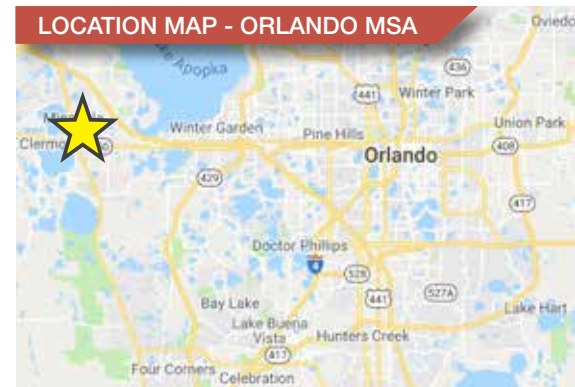 LOCATION MAP - ORLANDO MSA
Oviedo
Apopka
436
441
Winter Park
Winter Garden
Pine Hills
Union Park
408
Orlando
429
417
Doctor Phillips
4
528
441
527A
Bay Lake
Lake Hart
Lake Buena
Vista
Hunters Creek
417
Four Corners
Celebration